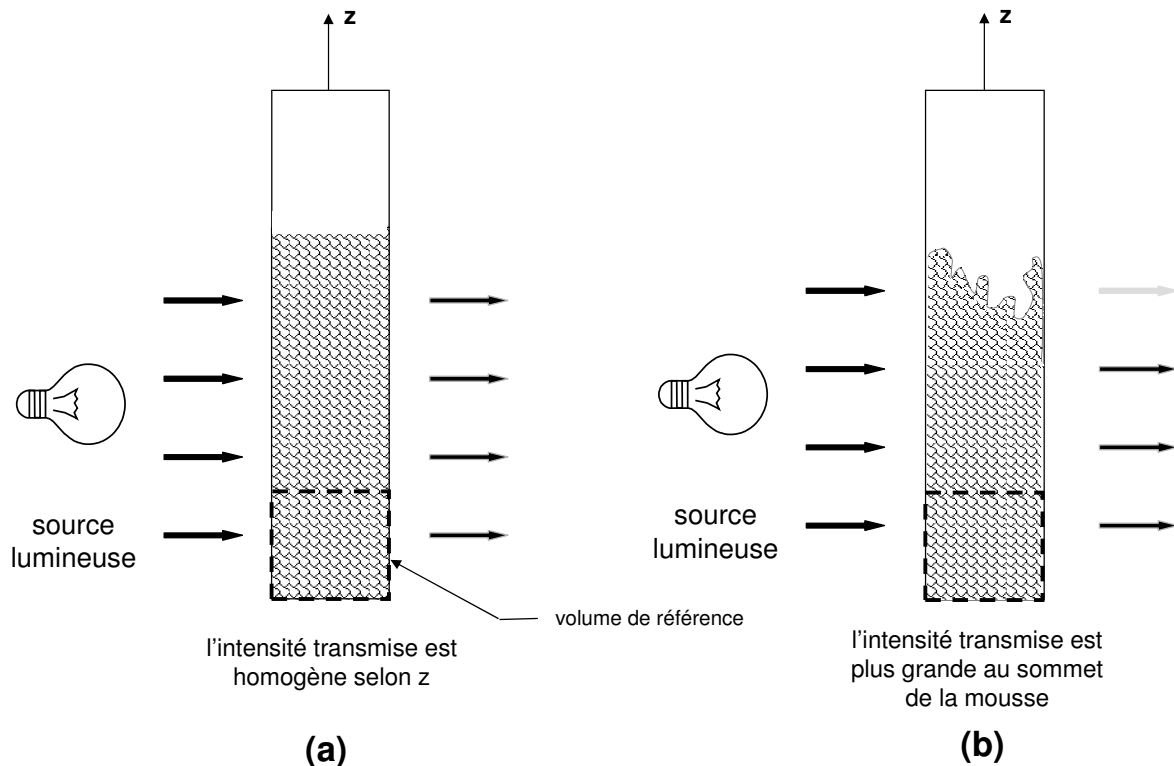 z
z
source
lumineuse
source
lumineuse
volume de référence
l'intensité transmise est
homogène selon z
l'intensité transmise est
plus grande au sommet
de la mousse
(a)
(b)